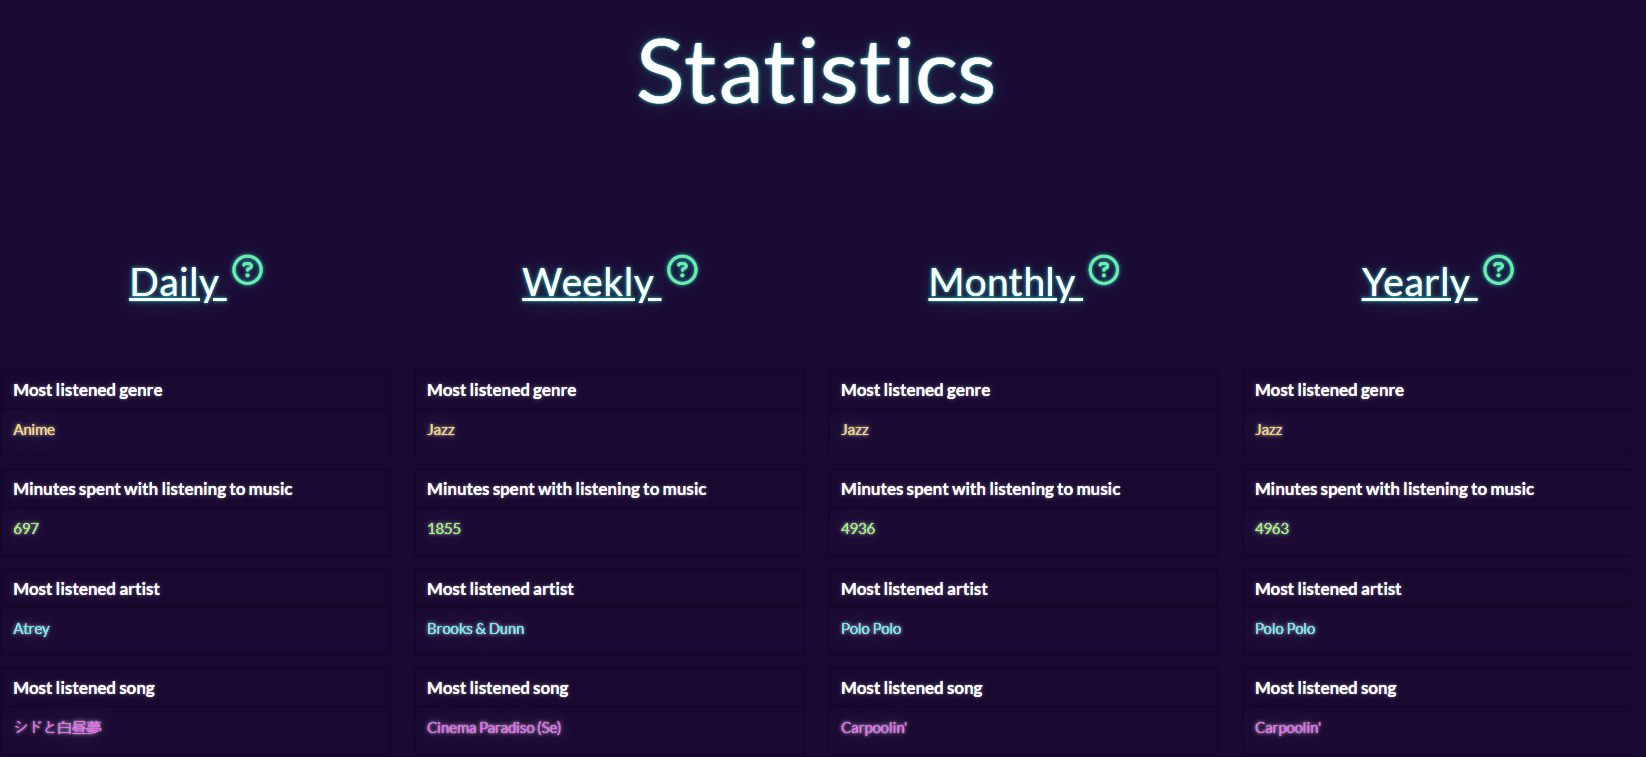 Statistics
Daily
Weekly
Monthly
Yearly
Most listened genre
Anime
Minutes spent with listening to music
697
Most listened artist
Atrey
Most listened song
シドと白昼夢
Most listened genre
Jazz
Minutes spent with listening to music
1855
Most listened artist
Brooks & Dunn
Most listened song
Cinema Paradiso (Se)
Most listened genre
Jazz
Minutes spent with listening to music
4936
Most listened artist
Polo Polo
Most listened song
Carpoolin'
Most listened genre
Jazz
Minutes spent with listening to music
4963
Most listened artist
Polo Polo
Most listened song
Carpoolin'